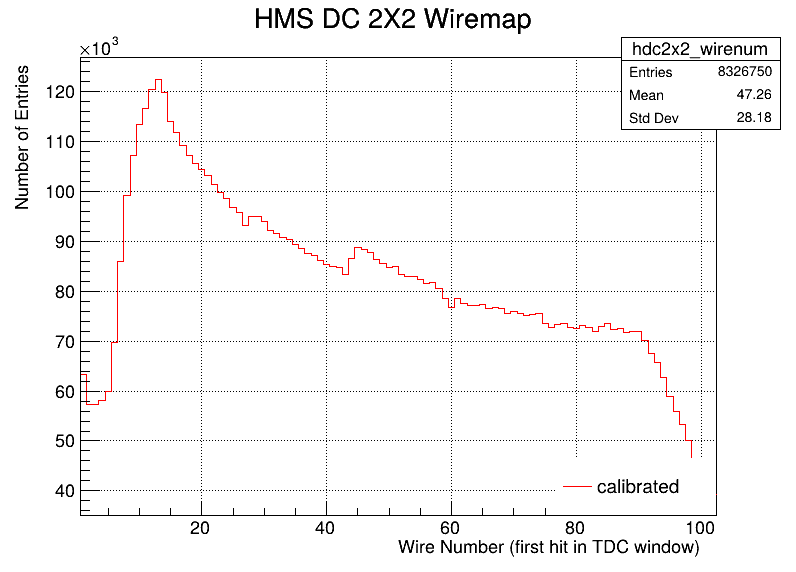 HMS DC 2X2 Wiremap
×10³
hdc2x2_wirenum
Entries 8326750
Mean 47.26
Std Dev 28.18
Number of Entries
120
110
100
90
80
70
60
50
40
calibrated
20 40 60 80 100
Wire Number (first hit in TDC window)